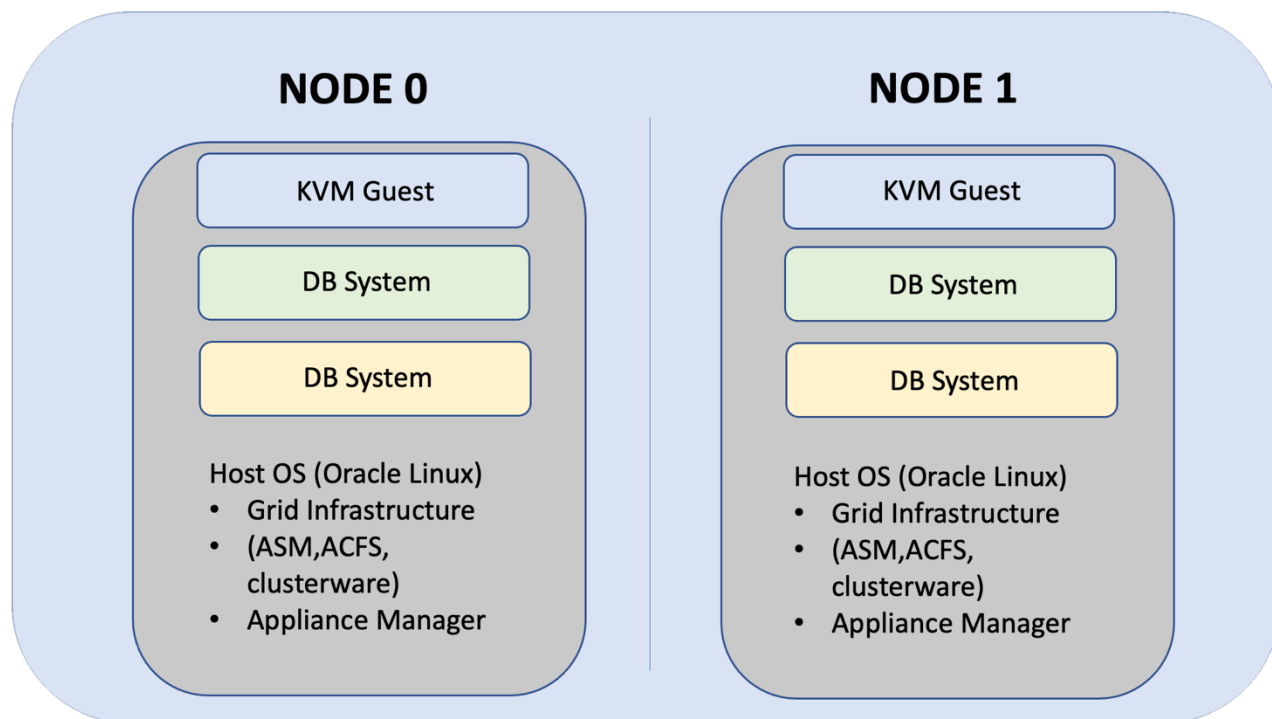 NODE 0
KVM Guest
DB System
DB System
Host OS (Oracle Linux)
• Grid Infrastructure
• (ASM,ACFS,
clusterware)
• Appliance Manager
NODE 1
KVM Guest
DB System
DB System
Host OS (Oracle Linux)
• Grid Infrastructure
• (ASM,ACFS,
clusterware)
• Appliance Manager